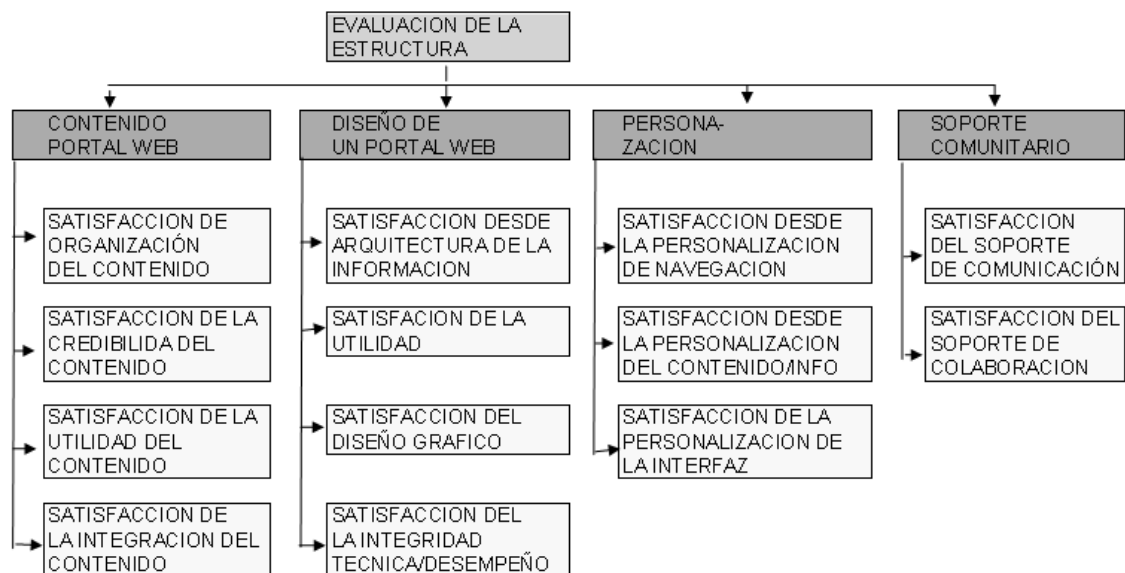 EVALUACION DE LA
ESTRUCTURA
CONTENIDO
PORTAL WEB
SATISFACCION DE
ORGANIZACIÓN
DEL CONTENIDO
SATISFACCION DE LA
CREDIBILIDA DEL
CONTENIDO
SATISFACCION DE LA
UTILIDAD DEL
CONTENIDO
SATISFACCION DE
LA INTEGRACION DEL
CONTENIDO
DISEÑO DE
UN PORTAL WEB
SATISFACCION DESDE
ARQUITECTURA DE LA
INFORMACION
SATISFACION DE LA
UTILIDAD
SATISFACCION DEL
DISEÑO GRAFICO
SATISFACCION DEL
LA INTEGRIDAD
TECNICA/DESEMPEÑO
PERSONA-
ZACION
SATISFACCION DESDE
LA PERSONALIZACION
DE NAVEGACION
SATISFACCION DESDE
LA PERSONALIZACION
DEL CONTENIDO/INFO
SATISFACCION DE LA
PERSONALIZACION DE
LA INTERFAZ
SOPORTE
COMUNITARIO
SATISFACCION
DEL SOPORTE
DE COMUNICACIÓN
SATISFACCION DEL
SOPORTE DE
COLABORACION